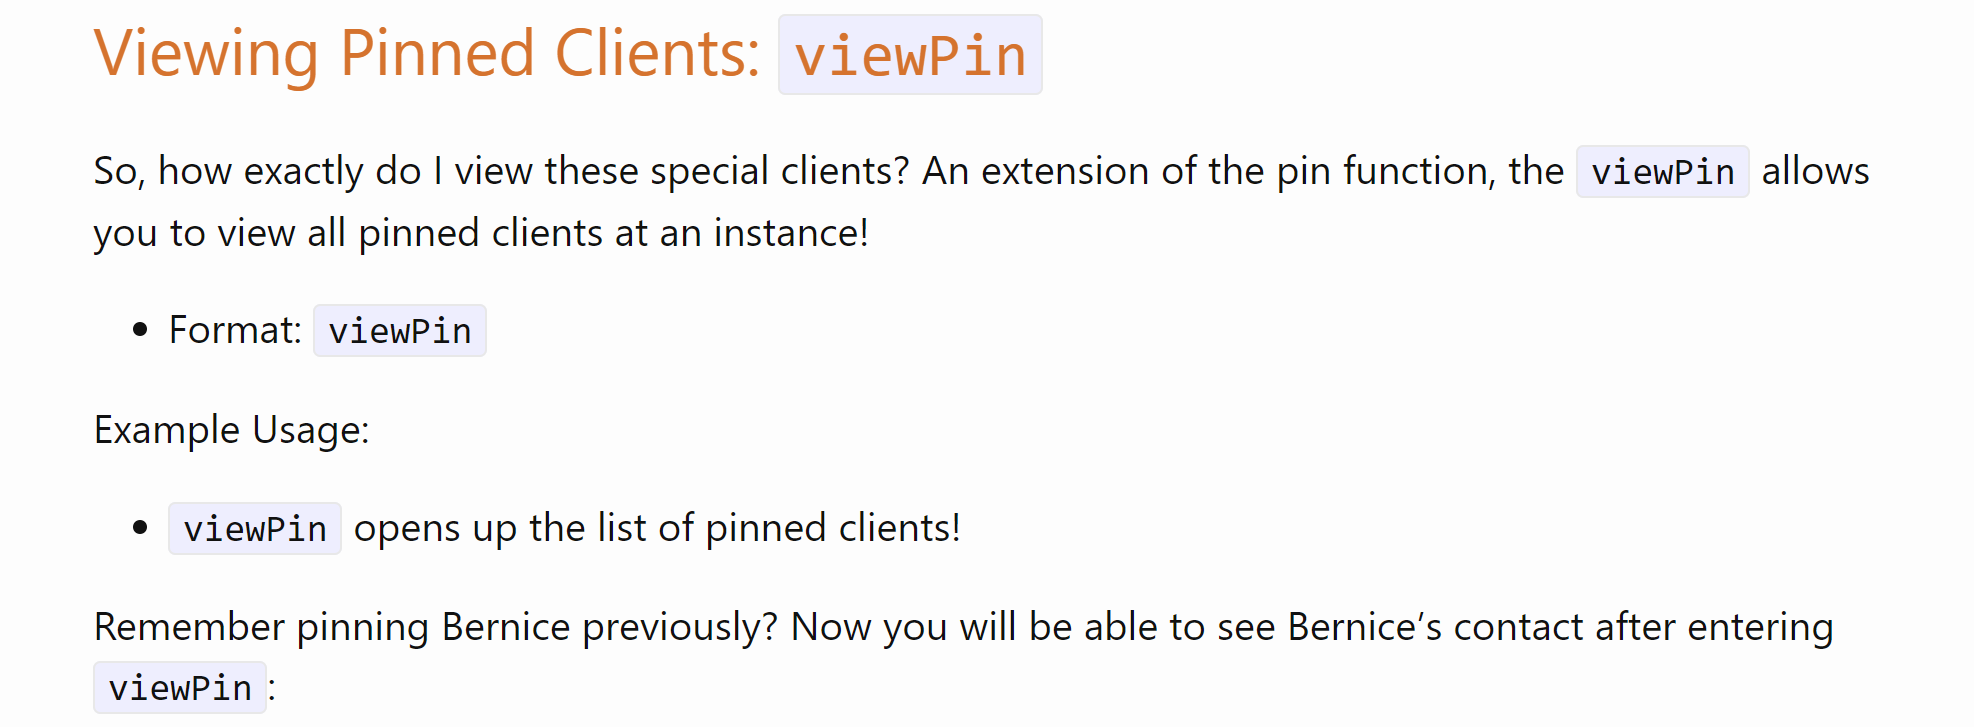 Viewing Pinned Clients: viewPin
So, how exactly do I view these special clients? An extension of the pin function, the viewPin allows
you to view all pinned clients at an instance!
• Format: viewPin
Example Usage:
• viewPin opens up the list of pinned clients!
Remember pinning Bernice previously? Now you will be able to see Bernice’s contact after entering
viewPin: